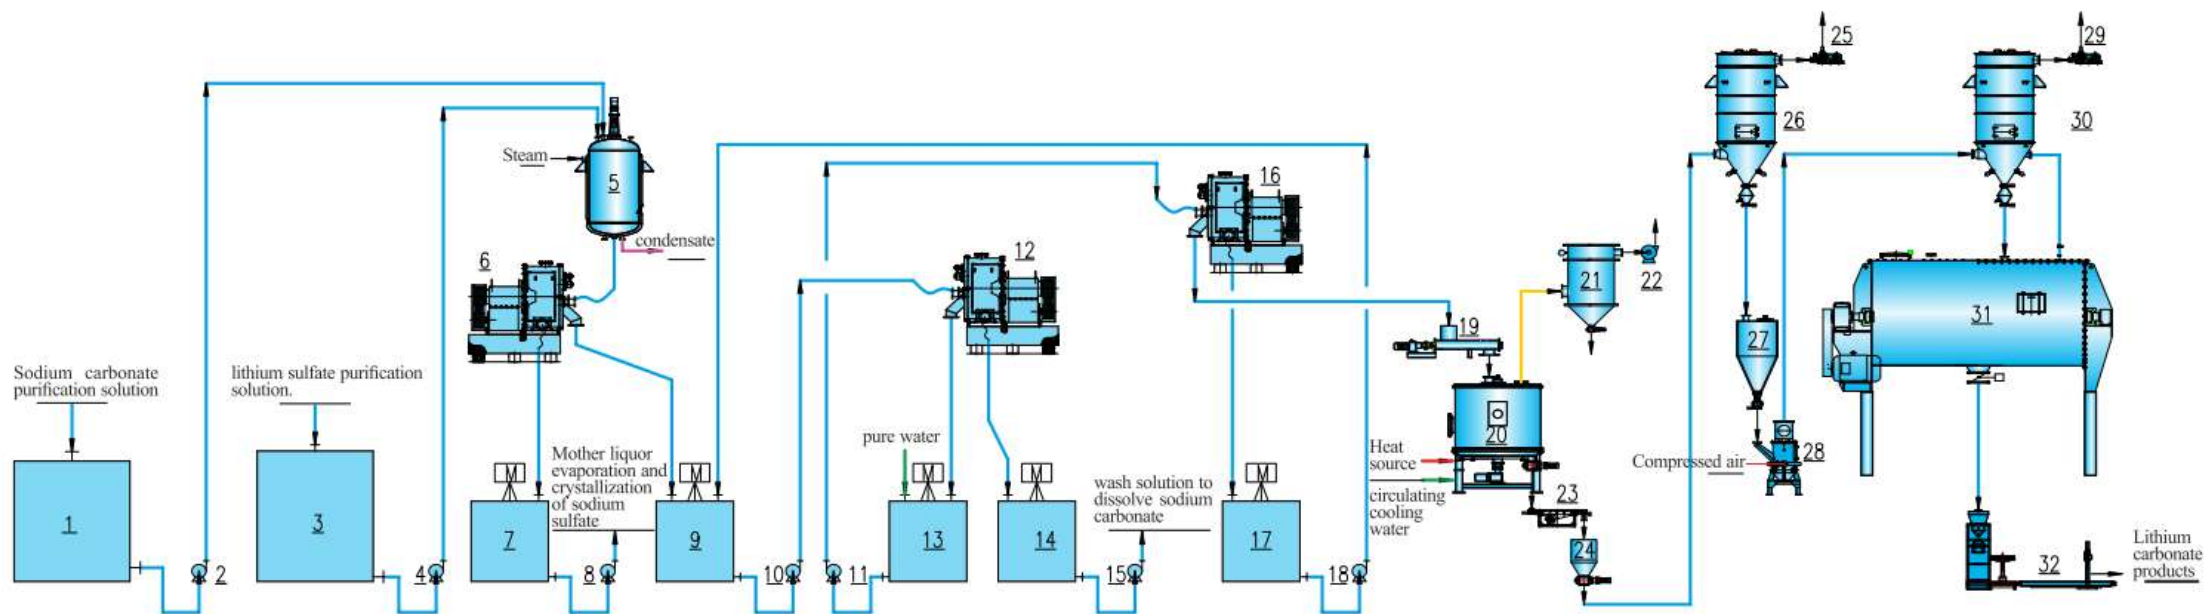 25
29
26
30
Steam
5
16
condensate
6
12
21
22
31
19
27
Sodium carbonate
purification solution
lithium sulfate purification
solution.
20
pure water
Heat
source
28
Compressed air
M
M
M
M
M
Mother liquor
evaporation and
crystallization
of sodium
sulfate
wash solution to
dissolve sodium
carbonate
circulating
cooling
water
23
1
3
7
9
13
14
17
24
2
4
8
10
11
15
18
32
Lithium
carbonate
products